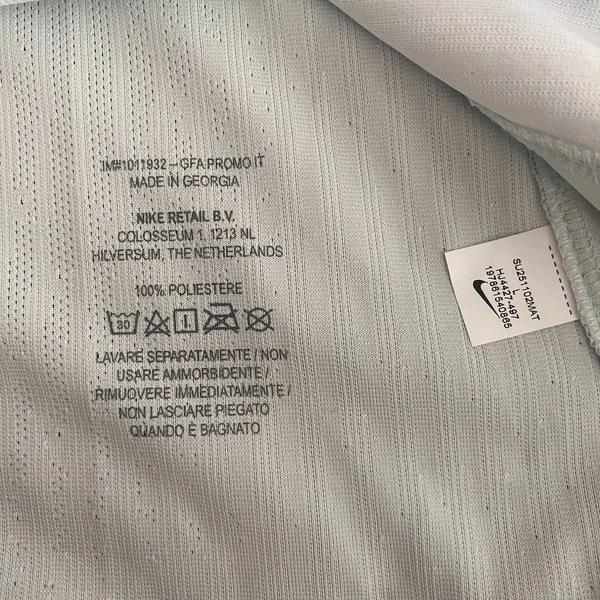 IM#1011932 – GFA PROMO IT
MADE IN GEORGIA
NIKE RETAIL B.V.
COLOSSEUM 1, 1213 NL
HILVERSUM, THE NETHERLANDS
100% POLIESTERE
30
LAVARE SEPARATAMENTE / NON
USARE AMMORBIDENTE /
RIMUOVERE IMMEDIATAMENTE /
NON LASCIARE PIEGATO
QUANDO È BAGNATO
SU251102MAT
L
HJ4427-497
197861540865